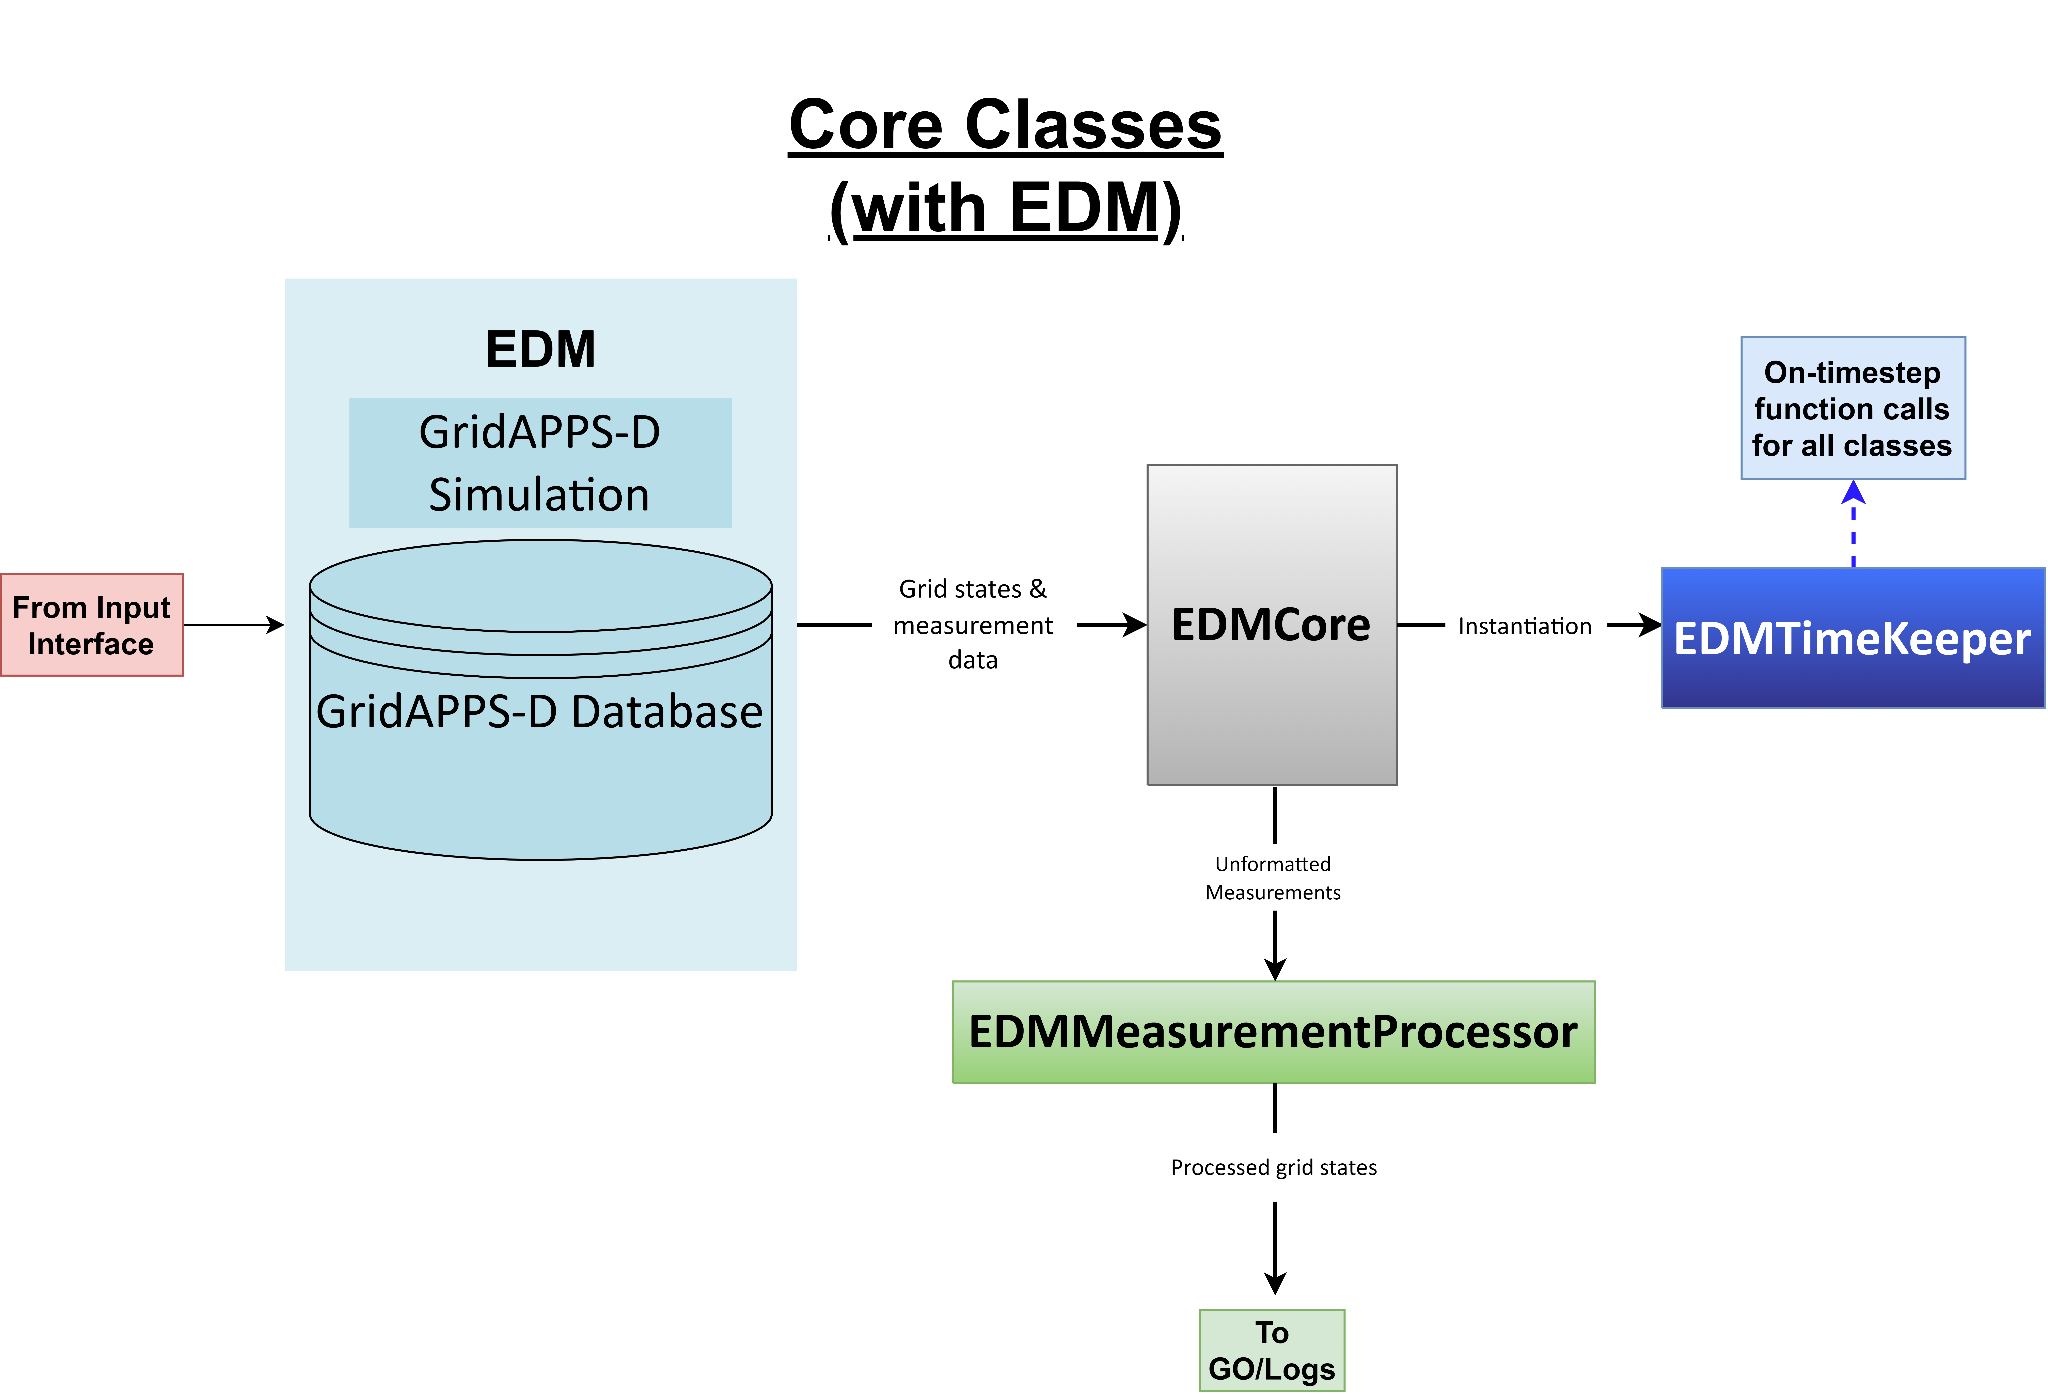 Core Classes
(with EDM)
EDM
GridAPPS-D
Simulation
GridAPPS-D Database
From Input
Interface
Grid states &
measurement
data
EDMCore
Instantiation
EDMTimeKeeper
On-timestep
function calls
for all classes
Unformatted
Measurements
EDMMeasurementProcessor
Processed grid states
To
GO/Logs